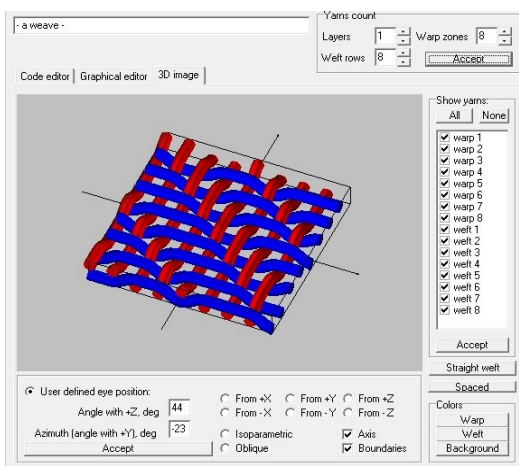 - a weave -
Yarns count
Layers 1 Warp zones 8
Weft rows 8 Accept
Code editor Graphical editor 3D image
Show yarns:
All None
warp 1
warp 2
warp 3
warp 4
warp 5
warp 6
warp 7
warp 8
weft 1
weft 2
weft 3
weft 4
weft 5
weft 6
weft 7
weft 8
Accept
Straight weft
Spaced
Colors
Warp
Weft
Background
User defined eye position:
Angle with +Z, deg 44
Azimuth (angle with +Y), deg -23
Accept
From +X From +Y From +Z
From -X From -Y From -Z
Isoparametric Axis
Oblique Boundaries